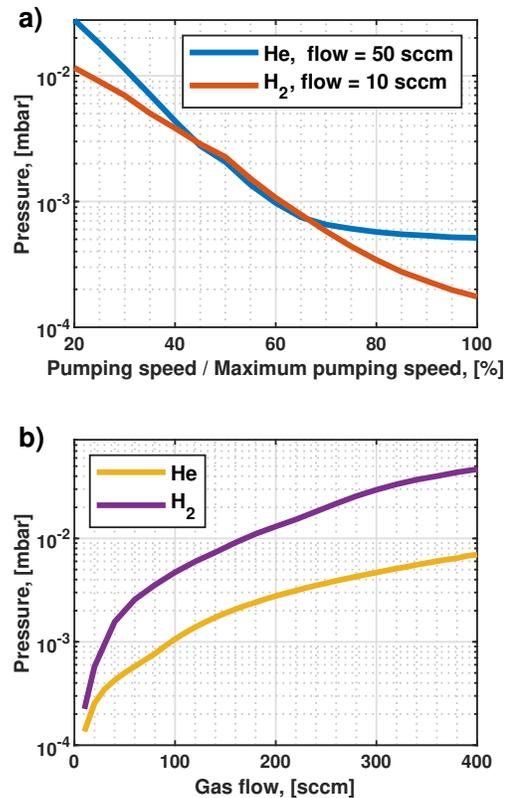 a)
He, flow = 50 sccm
H2, flow = 10 sccm
Pressure, [mbar]
10-2
10-3
10-4
20 40 60 80 100
Pumping speed / Maximum pumping speed, [%]
b)
He
H2
Pressure, [mbar]
10-2
10-3
10-4
0 100 200 300 400
Gas flow, [sccm]